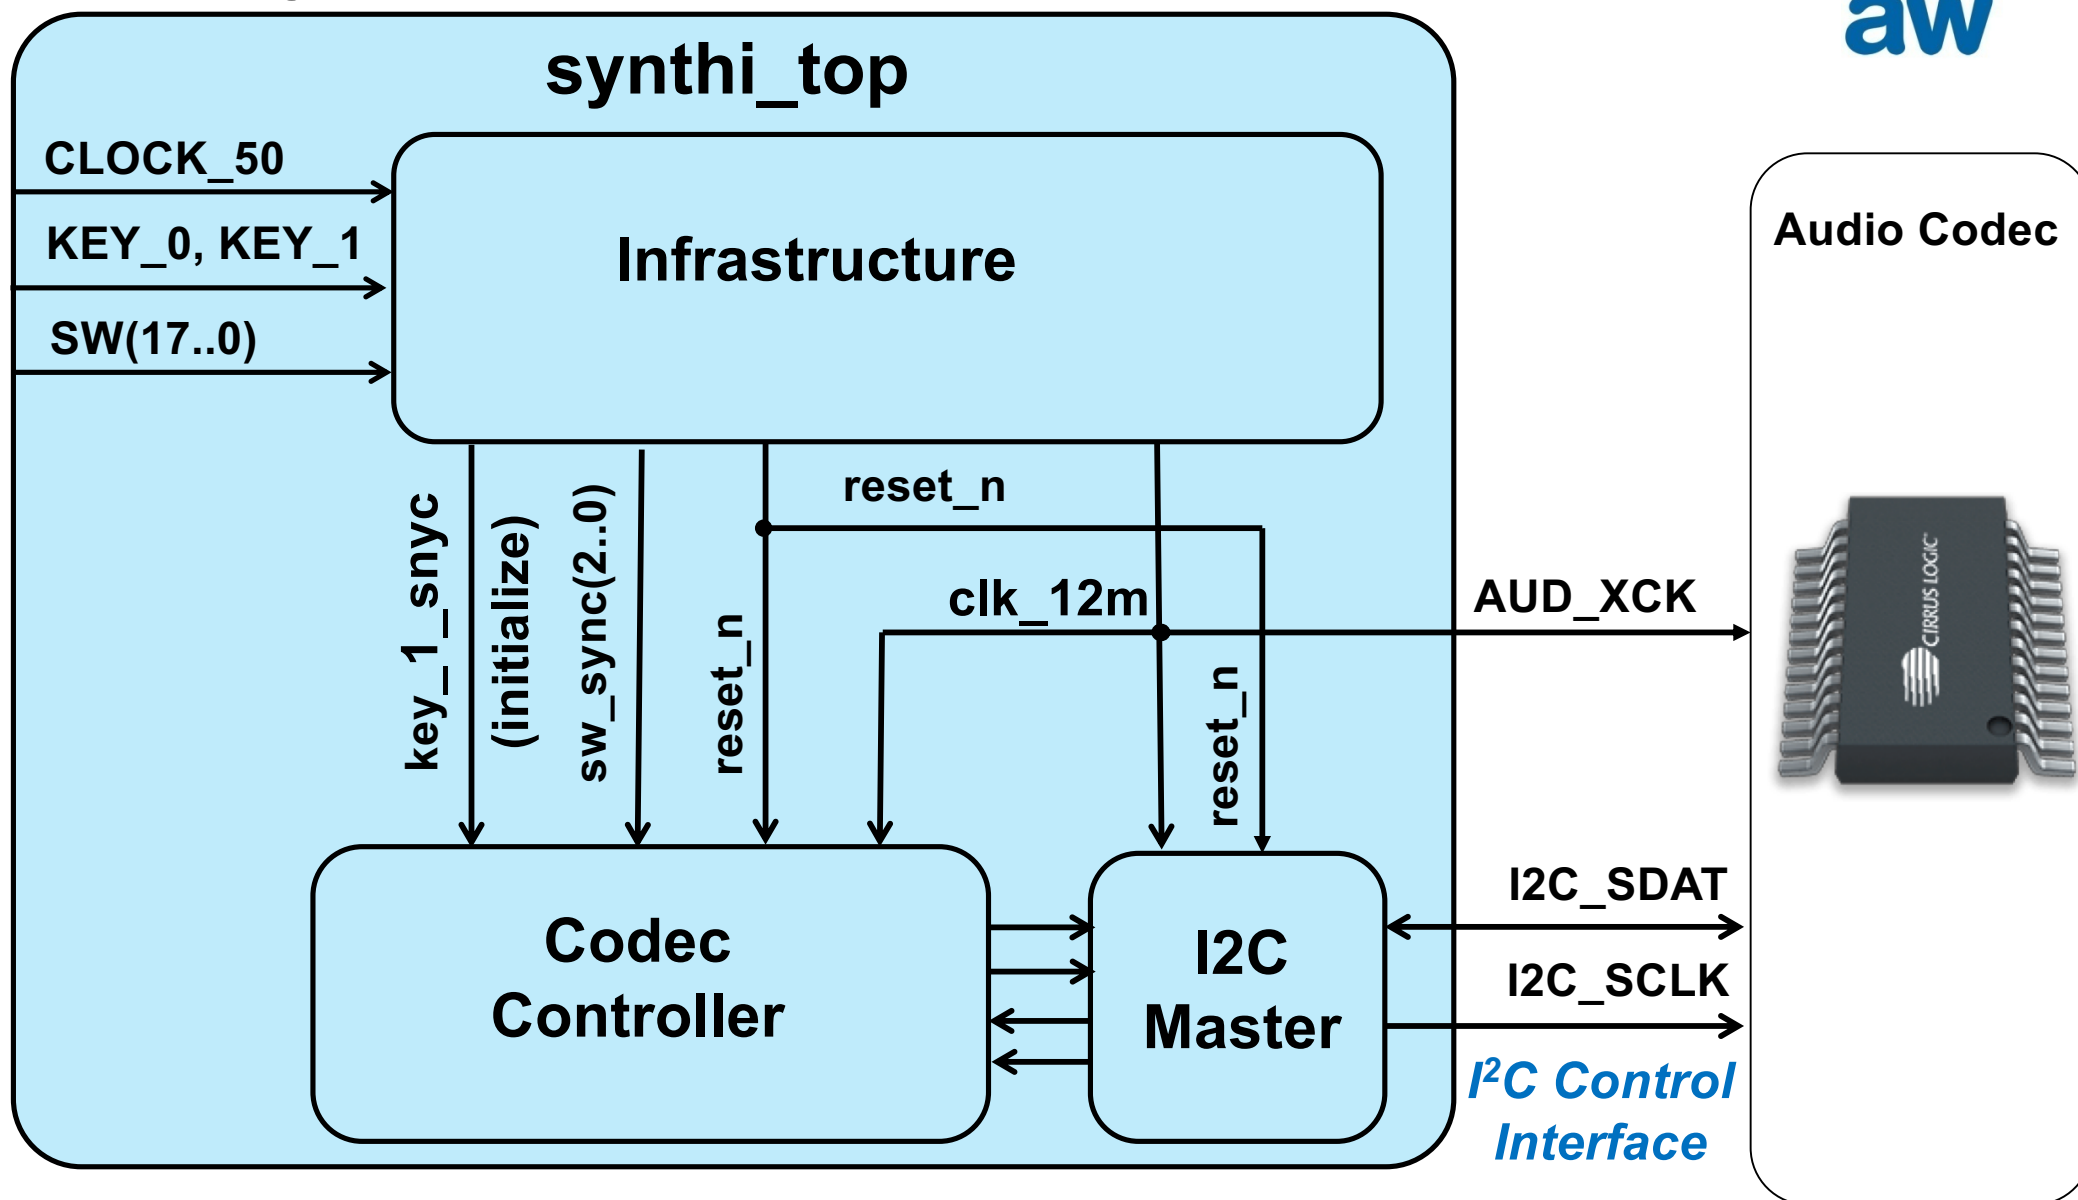 aw
synthi_top
CLOCK_50
KEY_0, KEY_1
SW(17..0)
Infrastructure
Audio Codec
key_1_snyc
(initialize)
sw_sync(2..0)
reset_n
reset_n
clk_12m
reset_n
AUD_XCK
CIRRUS LOGIC
Codec
Controller
I2C
Master
I2C_SDAT
I2C_SCLK
I²C Control
Interface